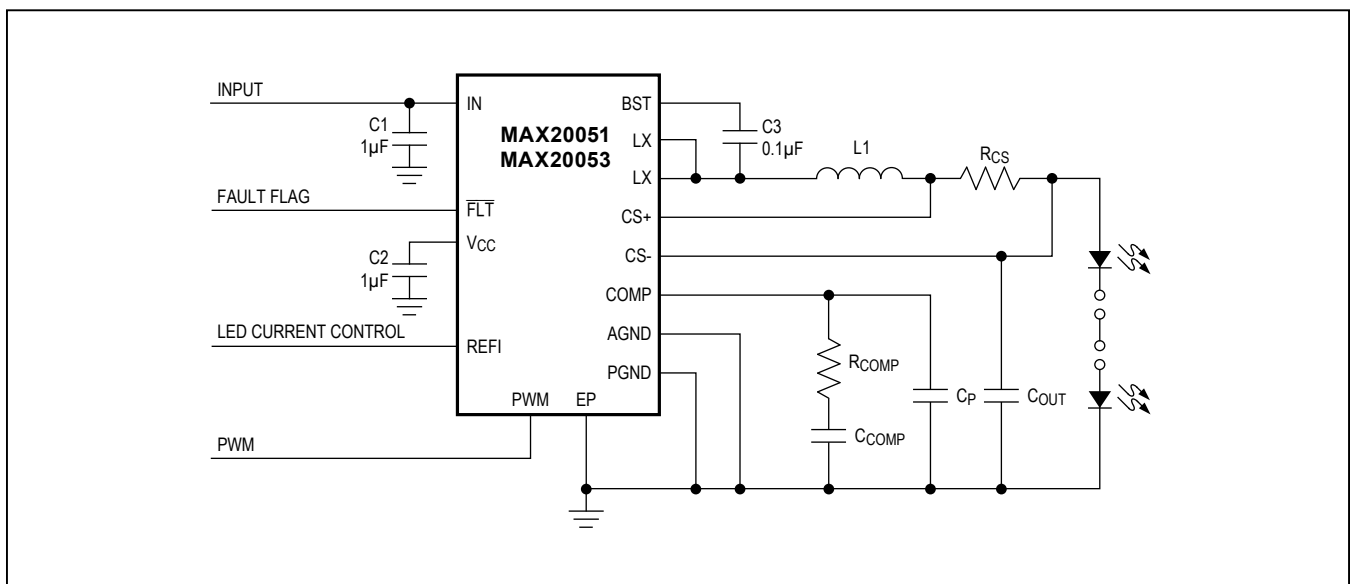 INPUT
C1
1µF
FAULT FLAG
C2
1µF
LED CURRENT CONTROL
PWM
IN
FLT
VCC
REFI
PWM
EP
MAX20051
MAX20053
BST
LX
LX
CS+
CS-
COMP
AGND
PGND
C3
0.1µF
L1
RCS
RCOMP
CCOMP
CP
COUT